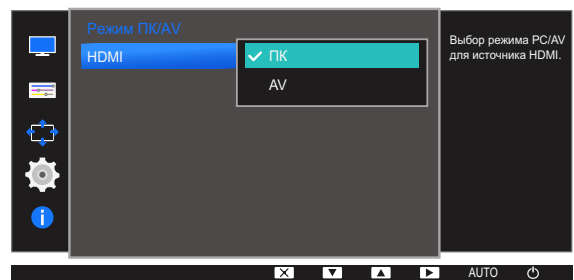 Режим ПК/AV
HDMI
ПК
AV
Выбор режима PC/AV
для источника HDMI.
AUTO